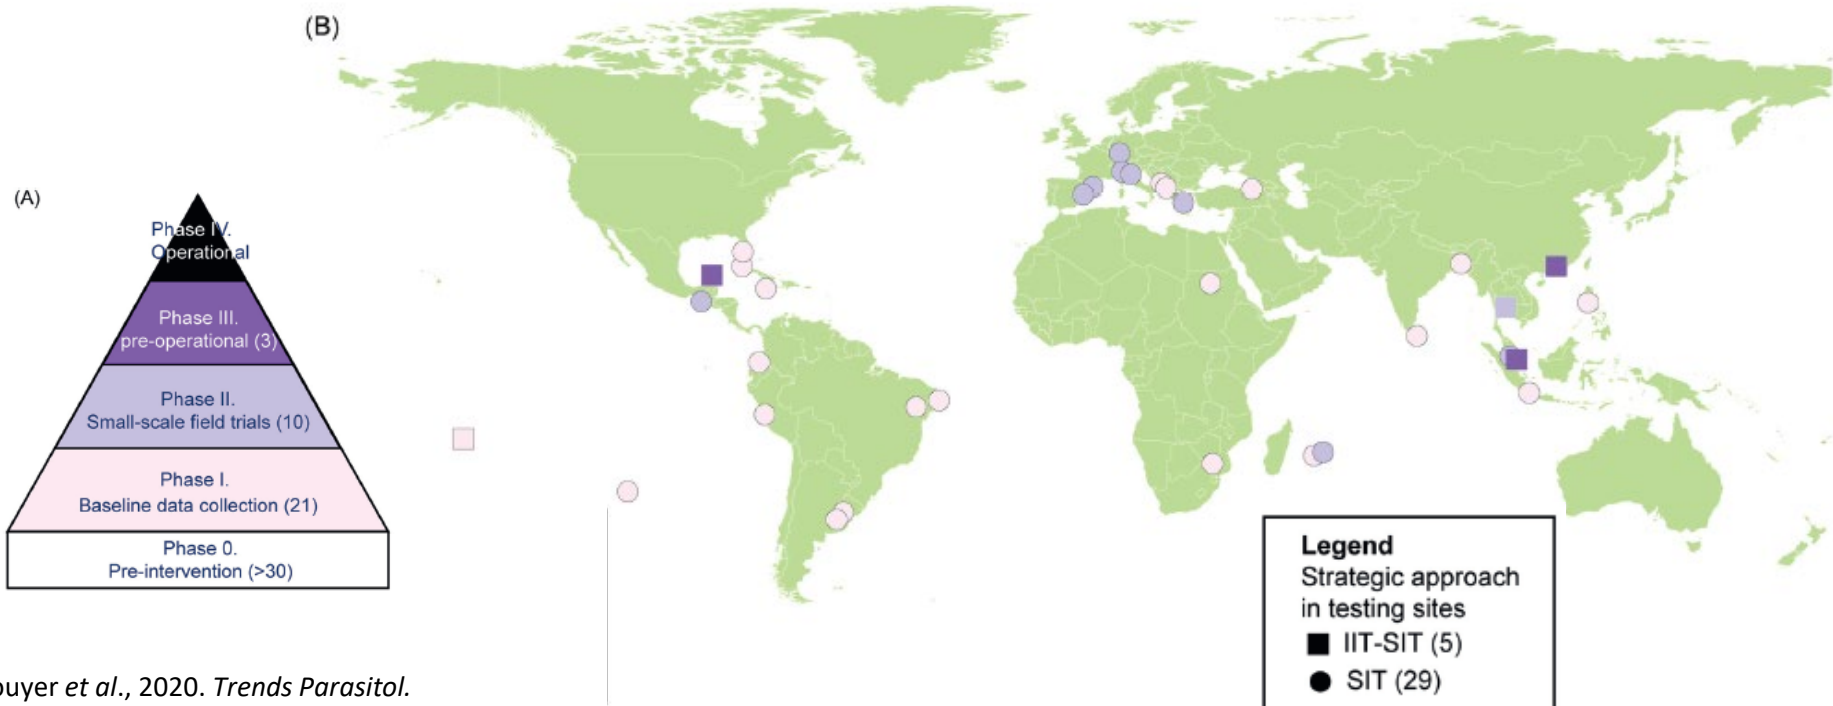 (B)
(A)
Phase IV.
Operational
Phase III.
pre-operational (3)
Phase II.
Small-scale field trials (10)
Phase I.
Baseline data collection (21)
Phase 0.
Pre-intervention (>30)
Legend
Strategic approach
in testing sites
IIT-SIT (5)
SIT (29)
ouyer et al., 2020. Trends Parasitol.